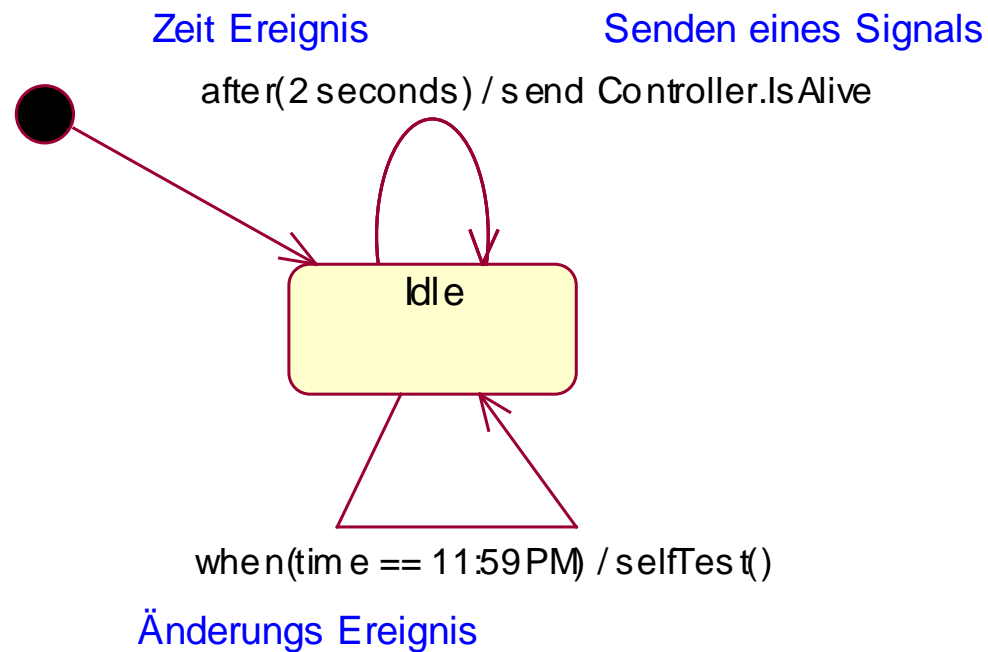 Zeit Ereignis Senden eines Signals
after(2 seconds) / send Controller.IsAlive
Idle
when(time == 11:59PM) / selfTest()
Änderungs Ereignis